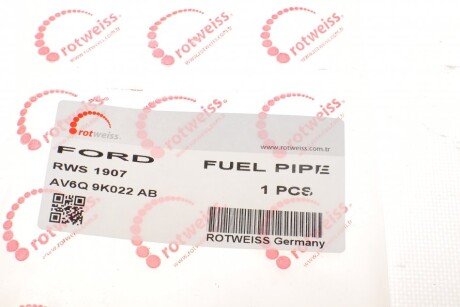 rotweiss.
www.rotweiss.com.tr
FORD
FUEL PIPE
RWS 1907
1 PCS.
AV6Q 9K022 AB
ROTWEISS Germany